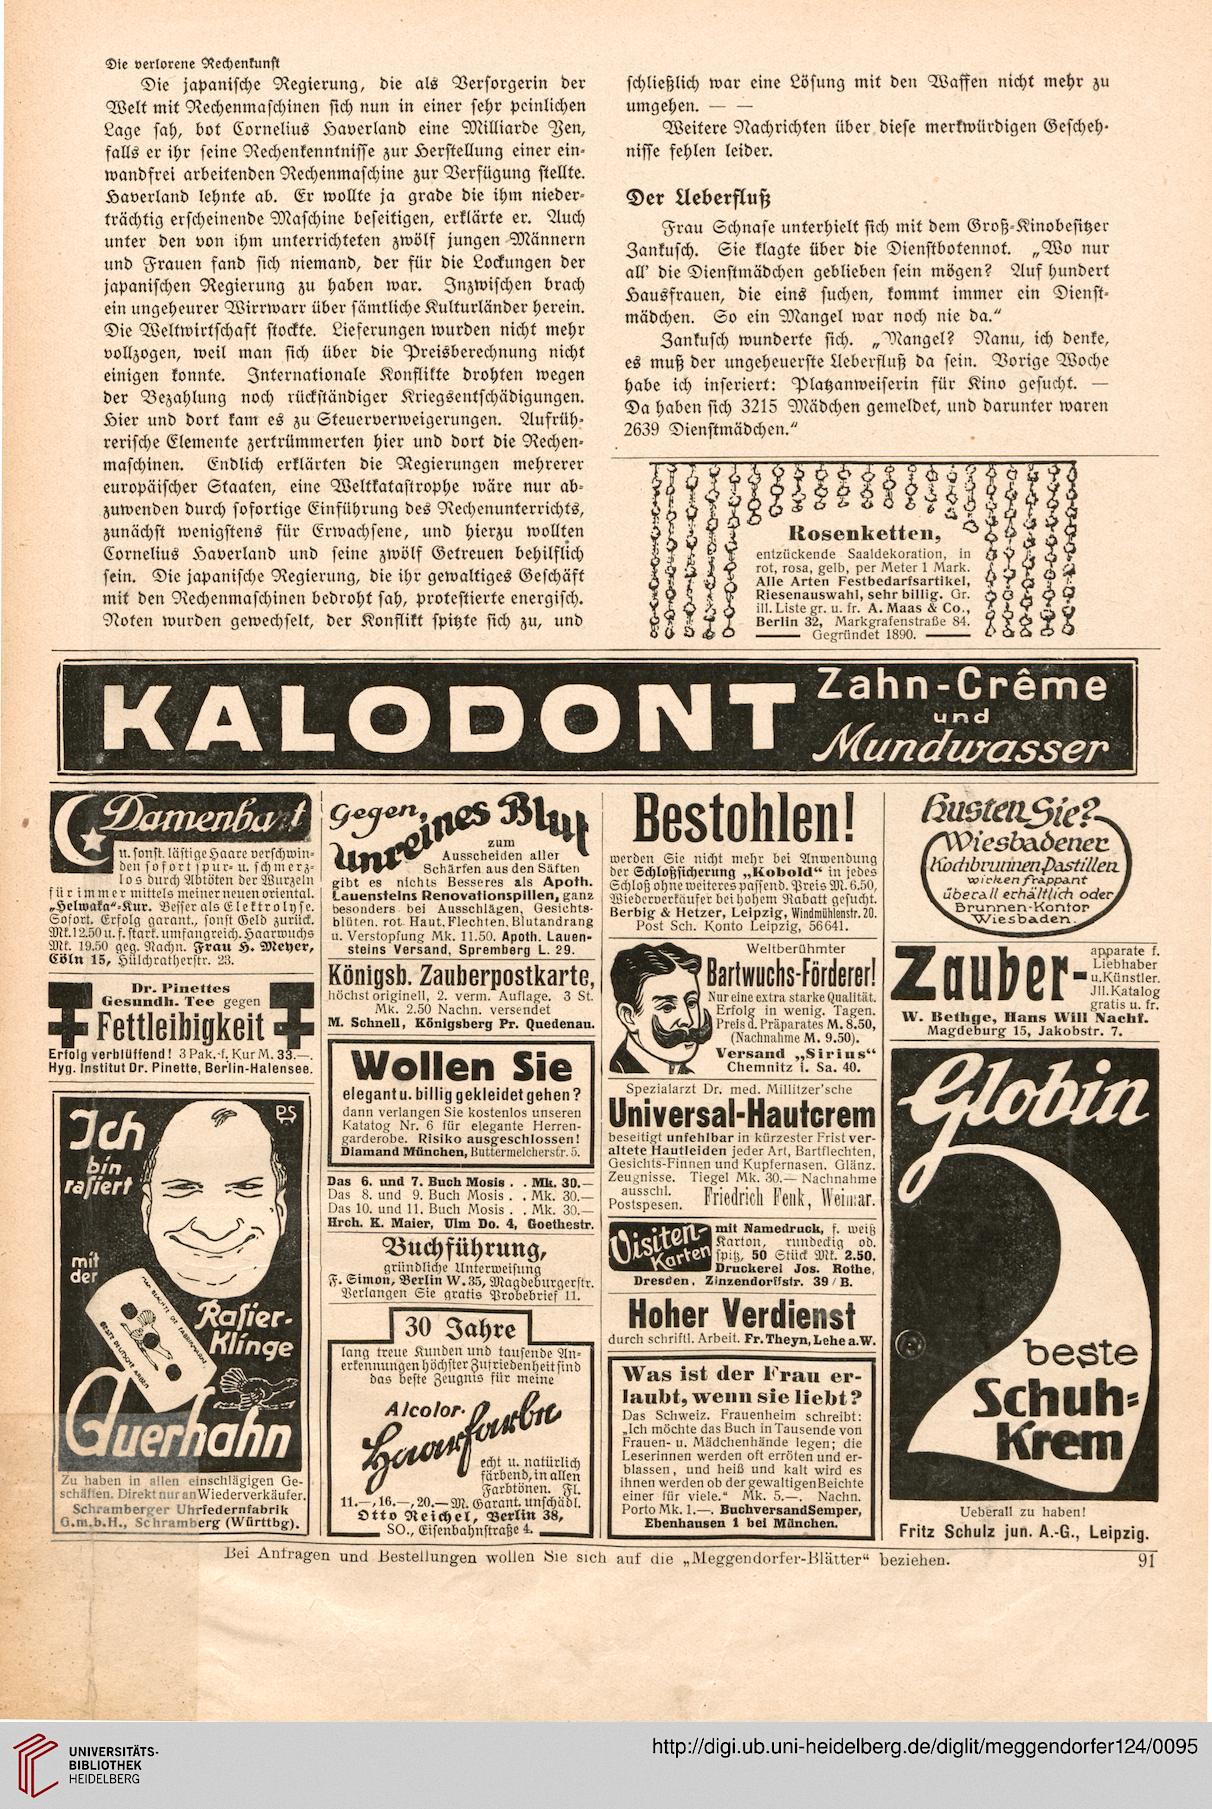 Die verlorene Rechenkunst
Die japanische Regierung, die als Versorgerin der
Welt mit Rechenmaschinen sich nun in einer sehr peinlichen
Lage sah, bot Cornelius Haverland eine Milliarde Yen,
falls er ihr seine Rechenkenntnisse zur Herstellung einer ein-
wandfrei arbeitenden Rechenmaschine zur Verfügung stellte.
Haverland lehnte ab. Er wollte ja grade die ihm nieder-
trächtig erscheinende Maschine beseitigen, erklärte er. Auch
unter den von ihm unterrichteten zwölf jungen Männern
und Frauen fand sich niemand, der für die Lockungen der
japanischen Regierung zu haben war. Inzwischen brach
ein ungeheurer Wirrwarr über sämtliche Kulturländer herein.
Die Weltwirtschaft stockte. Lieferungen wurden nicht mehr
vollzogen, weil man sich über die Preisberechnung nicht
einigen konnte. Internationale Konflikte drohten wegen
der Bezahlung noch rückständiger Kriegsentschädigungen.
Hier und dort kam es zu Steuerverweigerungen. Aufrüh-
rerische Elemente zertrümmerten hier und dort die Rechen-
maschinen. Endlich erklärten die Regierungen mehrerer
europäischer Staaten, eine Weltkatastrophe wäre nur ab-
zuwenden durch sofortige Einführung des Rechenunterrichts,
zunächst wenigstens für Erwachsene, und hierzu wollten
Cornelius Haverland und seine zwölf Getreuen behilflich
sein. Die japanische Regierung, die ihr gewaltiges Geschäft
mit den Rechenmaschinen bedroht sah, protestierte energisch.
Noten wurden gewechselt, der Konflikt spitzte sich zu, und
schließlich war eine Lösung mit den Waffen nicht mehr zu
umgehen. — —
Weitere Nachrichten über diese merkwürdigen Gescheh-
nisse fehlen leider.
Der Ueberfluß
Frau Schnase unterhielt sich mit dem Groß-Kinobesitzer
Zankusch. Sie klagte über die Dienstbotennot. „Wo nur
all' die Dienstmädchen geblieben sein mögen? Auf hundert
Hausfrauen, die eins suchen, kommt immer ein Dienst-
mädchen. So ein Mangel war noch nie da."
Zankusch wunderte sich. „Mangel? Nanu, ich denke,
es muß der ungeheuerste Ueberfluß da sein. Vorige Woche
habe ich inseriert: Platzanweiserin für Kino gesucht. —
Da haben sich 3215 Mädchen gemeldet, und darunter waren
2639 Dienstmädchen."
Rosenketten,
entzückende Saaldekoration, in
rot, rosa, gelb, per Meter 1 Mark.
Alle Arten Festbedarfsartikel,
Riesenauswahl, sehr billig. Gr.
ill. Liste gr. u. fr. A. Maas & Co.,
Berlin 32, Markgrafenstraße 84.
Gegründet 1890.
KALODONT
Zahn-Crême
und
Mundwasser
Damenbart
u. sonst. lästige Haare verschwin-
den sofort spur- u. schmerz-
los durch Abtöten der Wurzeln
für immer mittels meiner neuen oriental.
„Helwaka"-Kur. Besser als Elektrolyse.
Sofort. Erfolg garant., sonst Geld zurück.
Mk. 12.50 u. f. stark. umfangreich. Haarwuchs
Mk. 19.50 geg. Nachn. Frau H. Meyer,
Cöln 15, Hülchratherstr. 23.
Dr. Pinettes
Gesundh. Tee gegen
Fettleibigkeit
Erfolg verblüffend! 3 Pak.-f. Kur M. 33.—.
Hyg. Institut Dr. Pinette, Berlin-Halensee.
Ich
bin
rasiert
PS
mit
der
Rasier-
Klinge
Auerhahn
Zu haben in allen einschlägigen Ge-
schäften. Direkt nur an Wiederverkäufer.
Schramberger Uhrfedernfabrik
G.m.b.H., Schramberg (Württbg).
Gegen
unreines Blut
zum
Ausscheiden aller
Schärfen aus den Säften
gibt es nichts Besseres als Apoth.
Lauensteins Renovationspillen, ganz
besonders bei Ausschlägen, Gesichts-
blüten. rot. Haut, Flechten, Blutandrang
u. Verstopfung Mk. 11.50. Apoth. Lauen-
steins Versand, Spremberg L. 29.
Königsb. Zauberpostkarte,
höchst originell, 2. verm. Auflage. 3 St.
Mk. 2.50 Nachn. versendet
M. Schnell, Königsberg Pr. Quedenau.
Wollen Sie
elegant u. billig gekleidet gehen?
dann verlangen Sie kostenlos unseren
Katalog Nr. 6 für elegante Herren-
garderobe. Risiko ausgeschlossen!
Diamand München, Buttermelcherstr. 5.
Das 6. und 7. Buch Mosis . . Mk. 30.—
Das 8. und 9. Buch Mosis . . Mk. 30.—
Das 10. und 11. Buch Mosis . . Mk. 30.—
Hrch. K. Maier, Ulm Do. 4, Goethestr.
Buchführung,
gründliche Unterweisung
F. Simon, Berlin W. 35, Magdeburgerstr.
Verlangen Sie gratis Probebrief 11.
30 Jahre
lang treue Kunden und tausende An-
erkennungen höchster Zufriedenheit sind
das beste Zeugnis für meine
Alcolor-
Haarfarbe
echt u. natürlich
färbend, in allen
Farbtönen. Fl.
11.—, 16.—, 20.— M. Garant. unschädl.
Otto Reichel, Berlin 38,
SO., Eisenbahnstraße 4.
Bestohlen!
werden Sie nicht mehr bei Anwendung
der Schloßsicherung „Kobold" in jedes
Schloß ohne weiteres passend. Preis M. 6.50,
Wiederverkäufer bei hohem Rabatt gesucht.
Berbig & Hetzer, Leipzig, Windmühlenstr. 20.
Post Sch. Konto Leipzig, 56641.
Weltberühmter
Bartwuchs-Förderer!
Nur eine extra starke Qualität.
Erfolg in wenig. Tagen.
Preis d. Präparates M. 8.50,
(Nachnahme M. 9.50).
Versand „Sirius"
Chemnitz i. Sa. 40.
Spezialarzt Dr. med. Millitzer'sche
Universal-Hautcrem
beseitigt unfehlbar in kürzester Frist ver-
altete Hautleiden jeder Art, Bartflechten,
Gesichts-Finnen und Kupfernasen. Glänz.
Zeugnisse. Tiegel Mk. 30.— Nachnahme
ausschl.
Postspesen.
Friedrich Fenk, Weimar.
Visiten-
Karten
mit Namedruck, f. weiß
Karton, rundeckig od.
spitz, 50 Stück Mk. 2.50.
Druckerei Jos. Rothe,
Dresden, Zinzendorffstr. 39 / B.
Hoher Verdienst
durch schriftl. Arbeit. Fr. Theyn, Lehe a. W.
Was ist der Frau er-
laubt, wenn sie liebt?
Das Schweiz. Frauenheim schreibt:
„Ich möchte das Buch in Tausende von
Frauen- u. Mädchenhände legen; die
Leserinnen werden oft erröten und er-
blassen, und heiß und kalt wird es
ihnen werden ob der gewaltigen Beichte
einer für viele." Mk. 5.—. Nachn.
Porto Mk. 1.—. Buchversand Semper,
Ebenhausen 1 bei München.
Husten Sie?
Wiesbadener
Kochbrunnen Pastillen
wirken frappant
überall erhältlich oder
Brunnen-Kontor
Wiesbaden.
Zauber-
apparate f.
Liebhaber
u. Künstler.
Jll. Katalog
gratis u. fr.
W. Bethge, Hans Will Nachf.
Magdeburg 15, Jakobstr. 7.
Globin
beste
Schuh-
Krem
Ueberall zu haben!
Fritz Schulz jun. A.-G., Leipzig.
Bei Anfragen und Bestellungen wollen Sie sich auf die „Meggendorfer-Blätter" beziehen.
91
UNIVERSITÄTS-
BIBLIOTHEK
HEIDELBERG
http://digi.ub.uni-heidelberg.de/diglit/meggendorfer124/0095